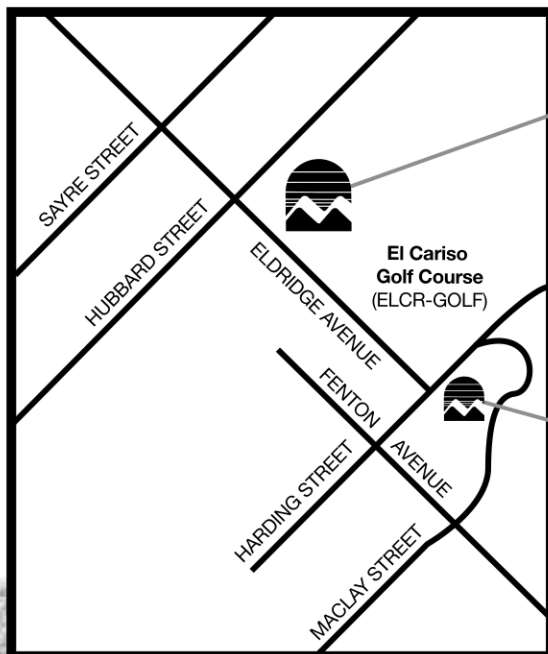 SAYRE STREET
HUBBARD STREET
El Cariso
Golf Course
(ELCR-GOLF)
ELDRIDGE AVENUE
FENTON
AVENUE
HARDING STREET
MACLAY STREET